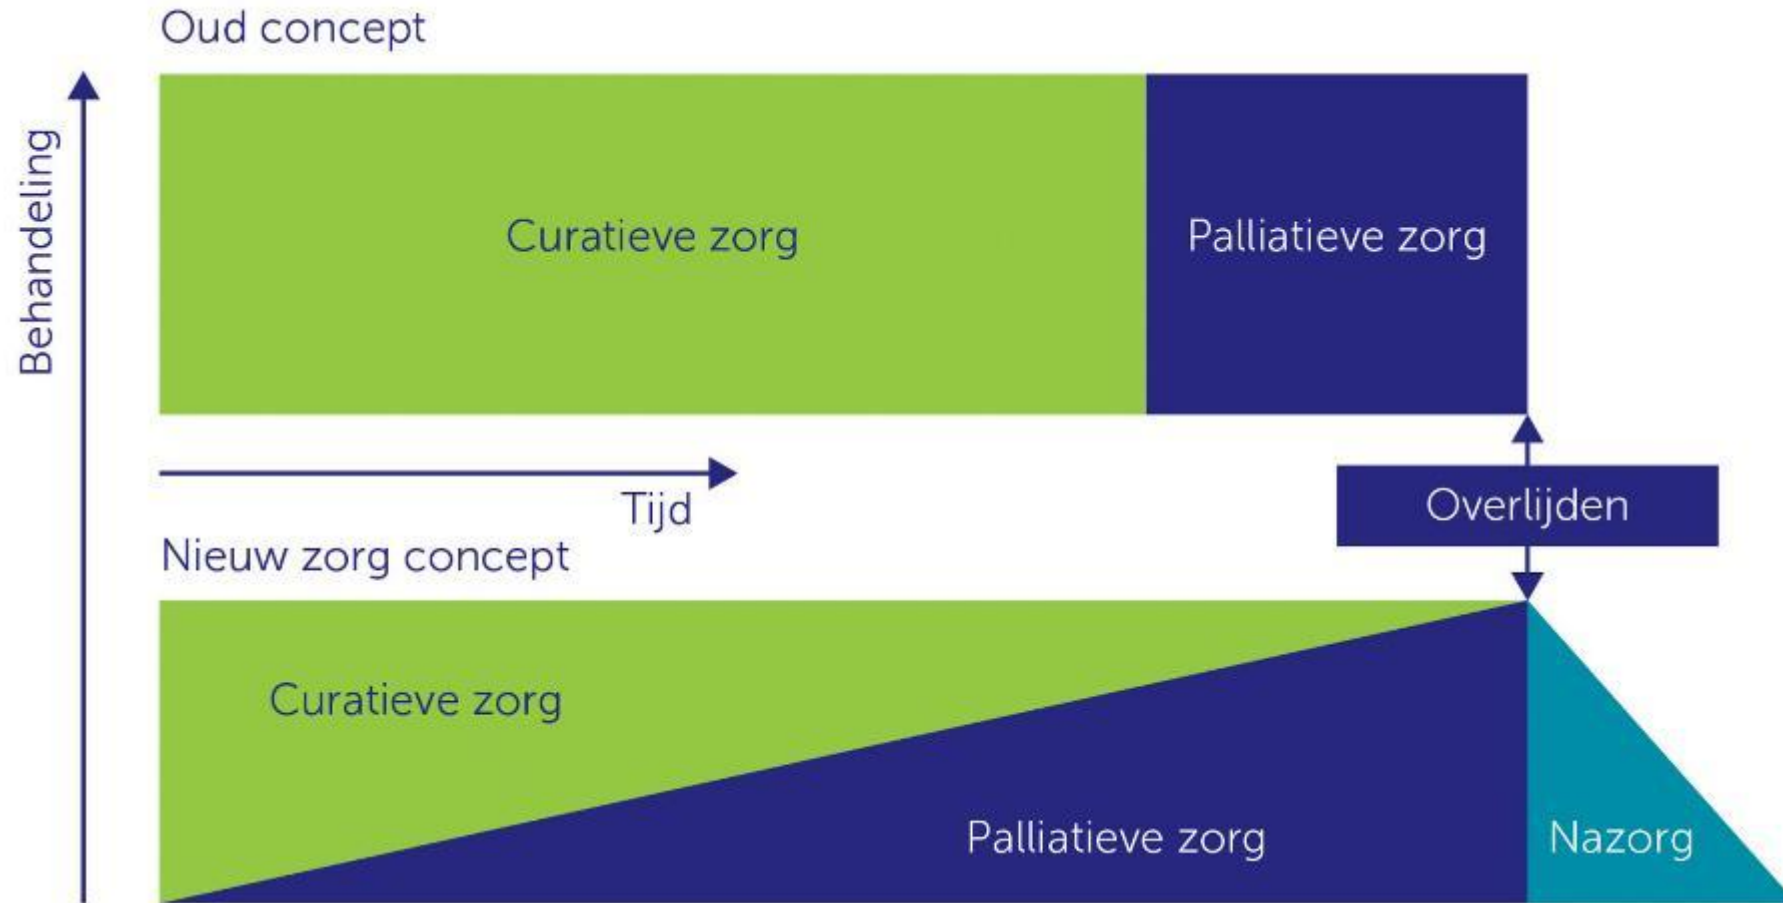 Oud concept
Behandeling
Curatieve zorg
Palliatieve zorg
Tijd
Overlijden
Nieuw zorg concept
Curatieve zorg
Palliatieve zorg
Nazorg